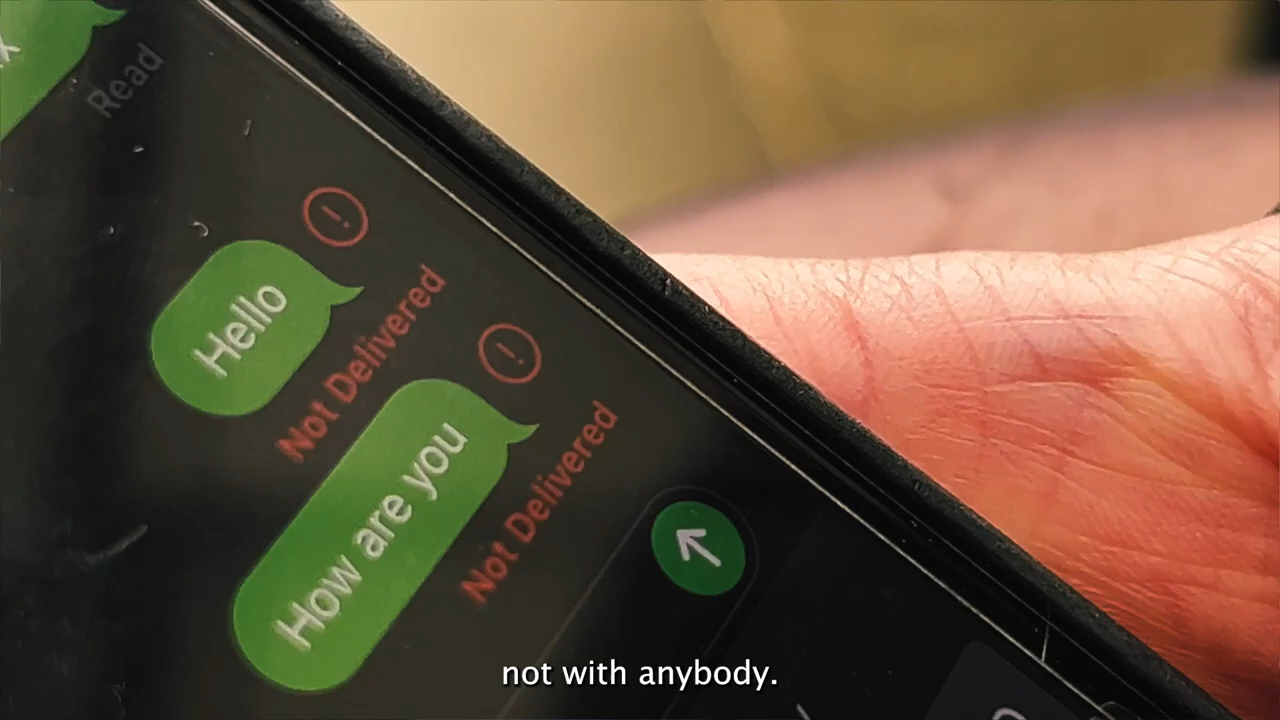 Read
Hello
Not Delivered
How are you
Not Delivered
not with anybody.